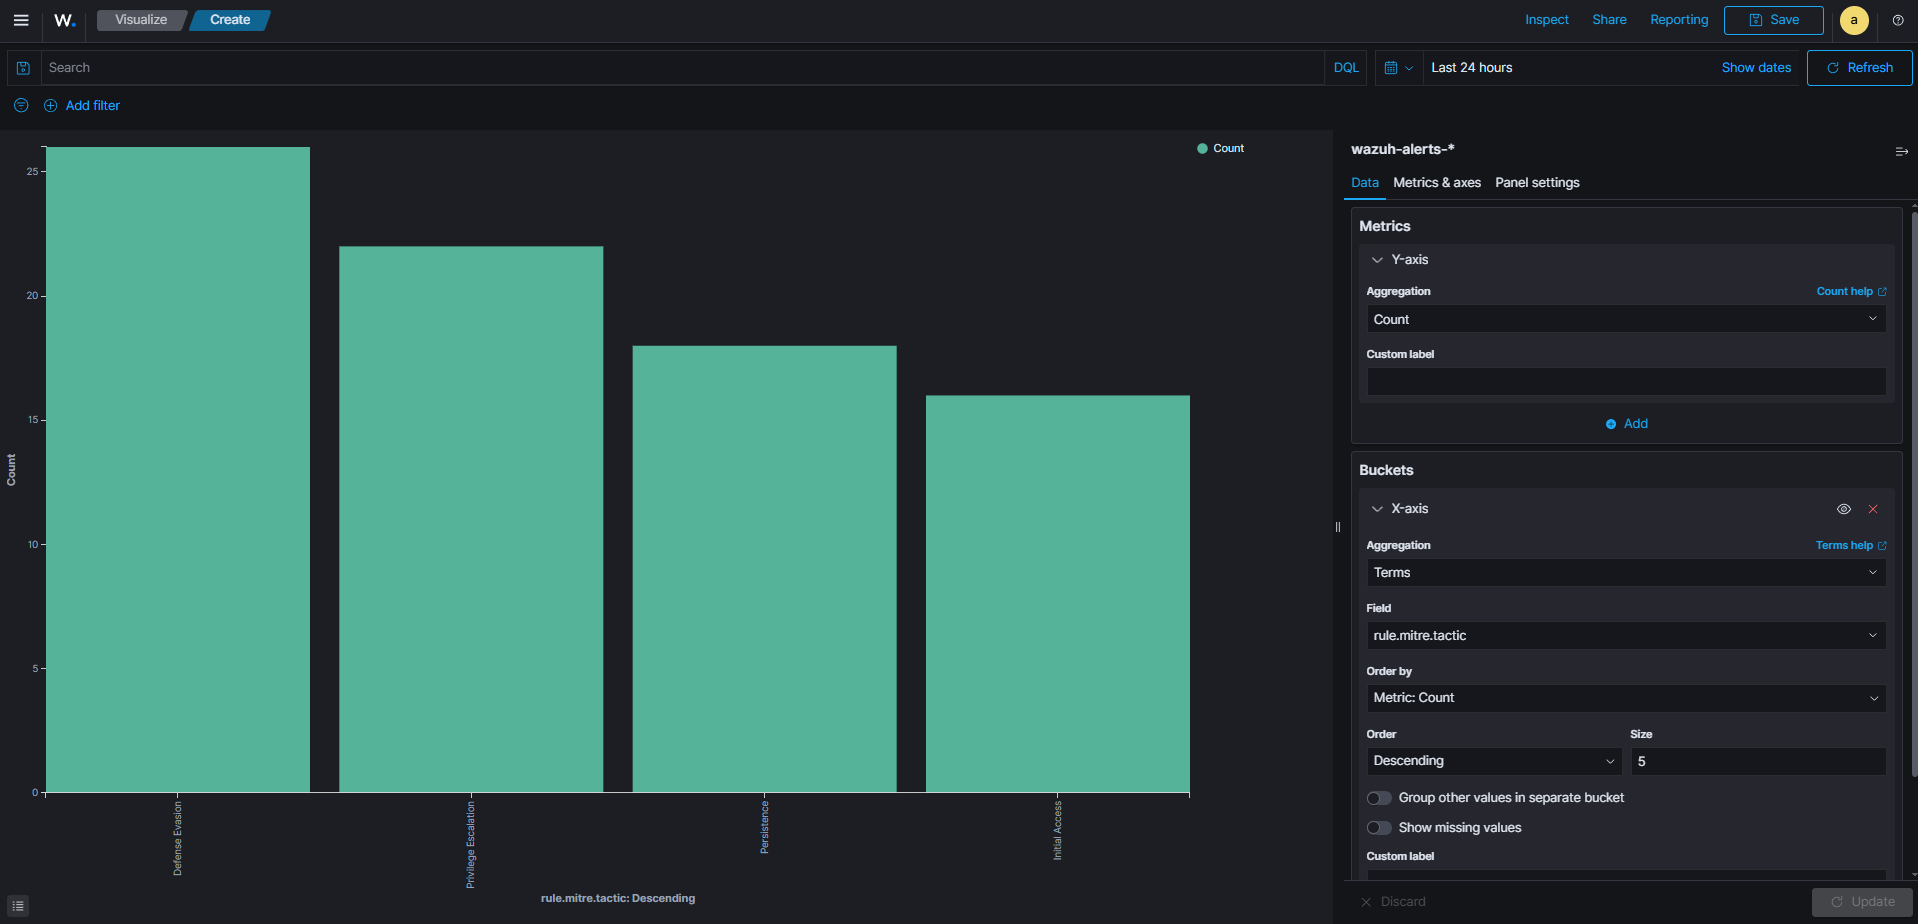 W.
Visualize
Create
Inspect
Share
Reporting
Save
a
Search
DQL
Last 24 hours
Show dates
Refresh
Add filter
Count
25
20
15
10
5
0
Count
Defense Evasion
Privilege Escalation
Persistence
Initial Access
rule.mitre.tactic: Descending
wazuh-alerts-*
Data
Metrics & axes
Panel settings
Metrics
Y-axis
Aggregation
Count help
Count
Custom label
Add
Buckets
X-axis
Aggregation
Terms help
Terms
Field
rule.mitre.tactic
Order by
Metric: Count
Order
Size
Descending
5
Group other values in separate bucket
Show missing values
Custom label
Discard
Update